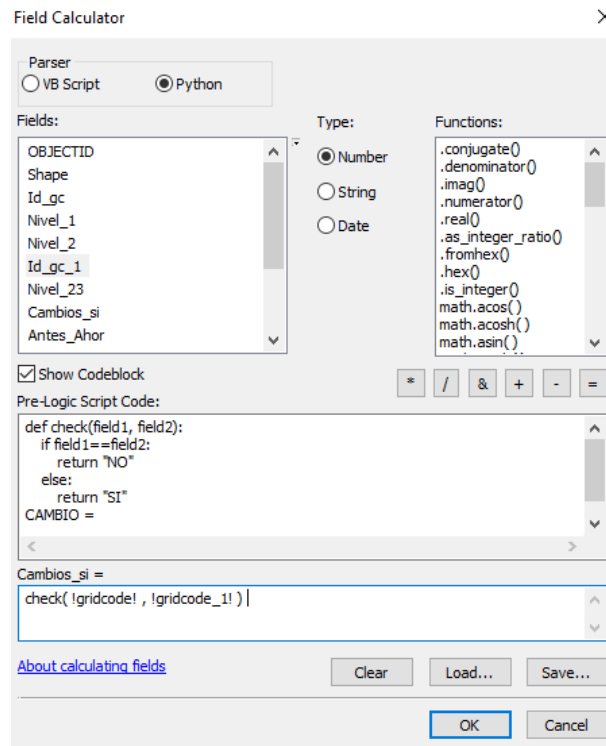 Field Calculator
Parser
VB Script Python
Fields: Type: Functions:
OBJECTID
Shape
Id_gc
Nivel_1
Nivel_2
Id_gc_1
Nivel_23
Cambios_si
Antes_Ahor
Number
String
Date
.conjugate()
.denominator()
.imag()
.numerator()
.real()
.as_integer_ratio()
.fromhex()
.hex()
.is_integer()
math.acos( )
math.acosh( )
math.asin( )
Show Codeblock
* / & + - =
Pre-Logic Script Code:
def check(field1, field2):
if field1==field2:
return "NO"
else:
return "SI"
CAMBIO =
Cambios_si =
check( !gridcode! , !gridcode_1! )
About calculating fields Clear Load... Save...
OK Cancel